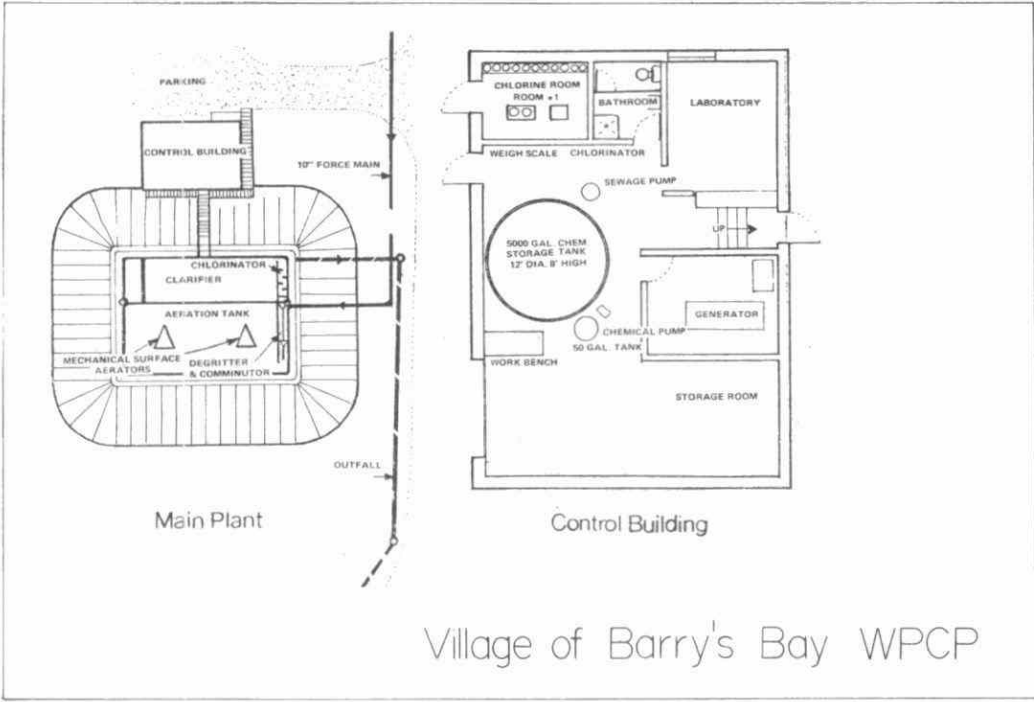 PARKING
CONTROL BUILDING
10" FORCE MAIN
CHLORINATOR
CLARIFIER
AERATION TANK
MECHANICAL SURFACE
AERATORS
DEGRITTER
& COMMINUTOR
OUTFALL
Main Plant
CHLORINE ROOM
ROOM #1
BATHROOM
LABORATORY
WEIGH SCALE
CHLORINATOR
SEWAGE PUMP
UP
5000 GAL. CHEM
STORAGE TANK
12' DIA. 8' HIGH
GENERATOR
CHEMICAL PUMP
50 GAL. TANK
WORK BENCH
STORAGE ROOM
Control Building
Village of Barry's Bay WPCP